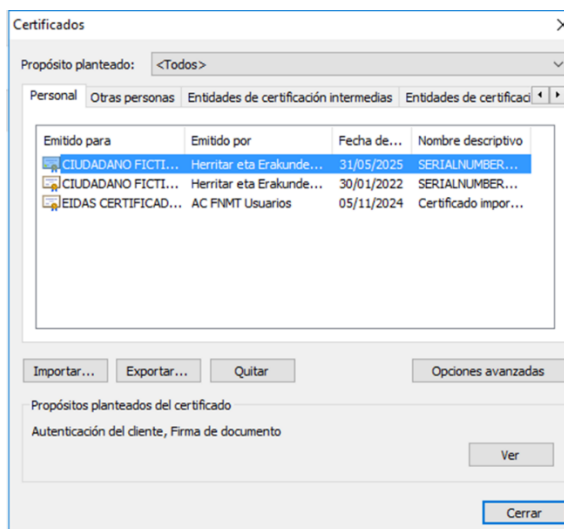 Certificados
Propósito planteado: <Todos>
Personal Otras personas Entidades de certificación intermedias Entidades de certificaci
Emitido para Emitido por Fecha de... Nombre descriptivo
CIUDADANO FICTI... Herritar eta Erakunde... 31/05/2025 SERIALNUMBER...
CIUDADANO FICTI... Herritar eta Erakunde... 30/01/2022 SERIALNUMBER...
EIDAS CERTIFICAD... AC FNMT Usuarios 05/11/2024 Certificado impor...
Importar... Exportar... Quitar Opciones avanzadas
Propósitos planteados del certificado
Autenticación del cliente, Firma de documento
Ver
Cerrar